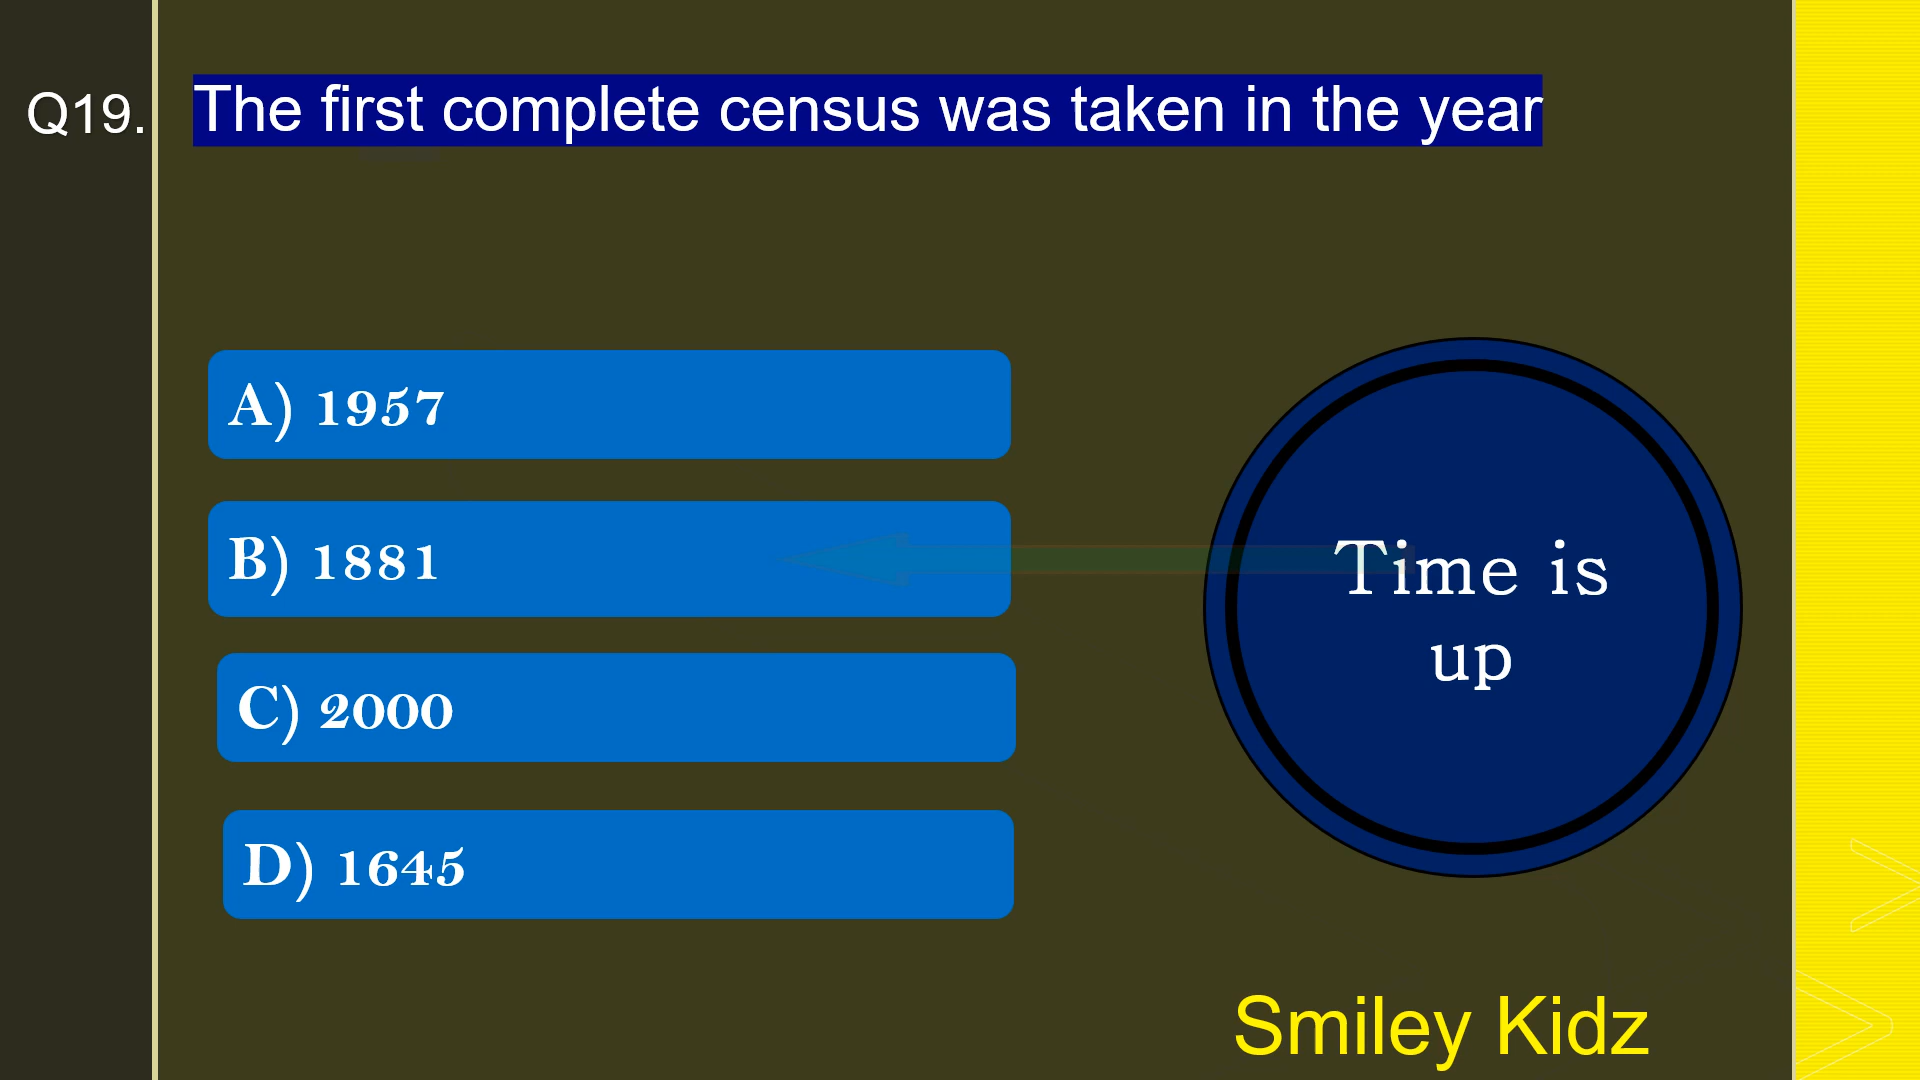 Q19. The first complete census was taken in the year
A) 1957
B) 1881
C) 2000
D) 1645
Time is
up
Smiley Kidz